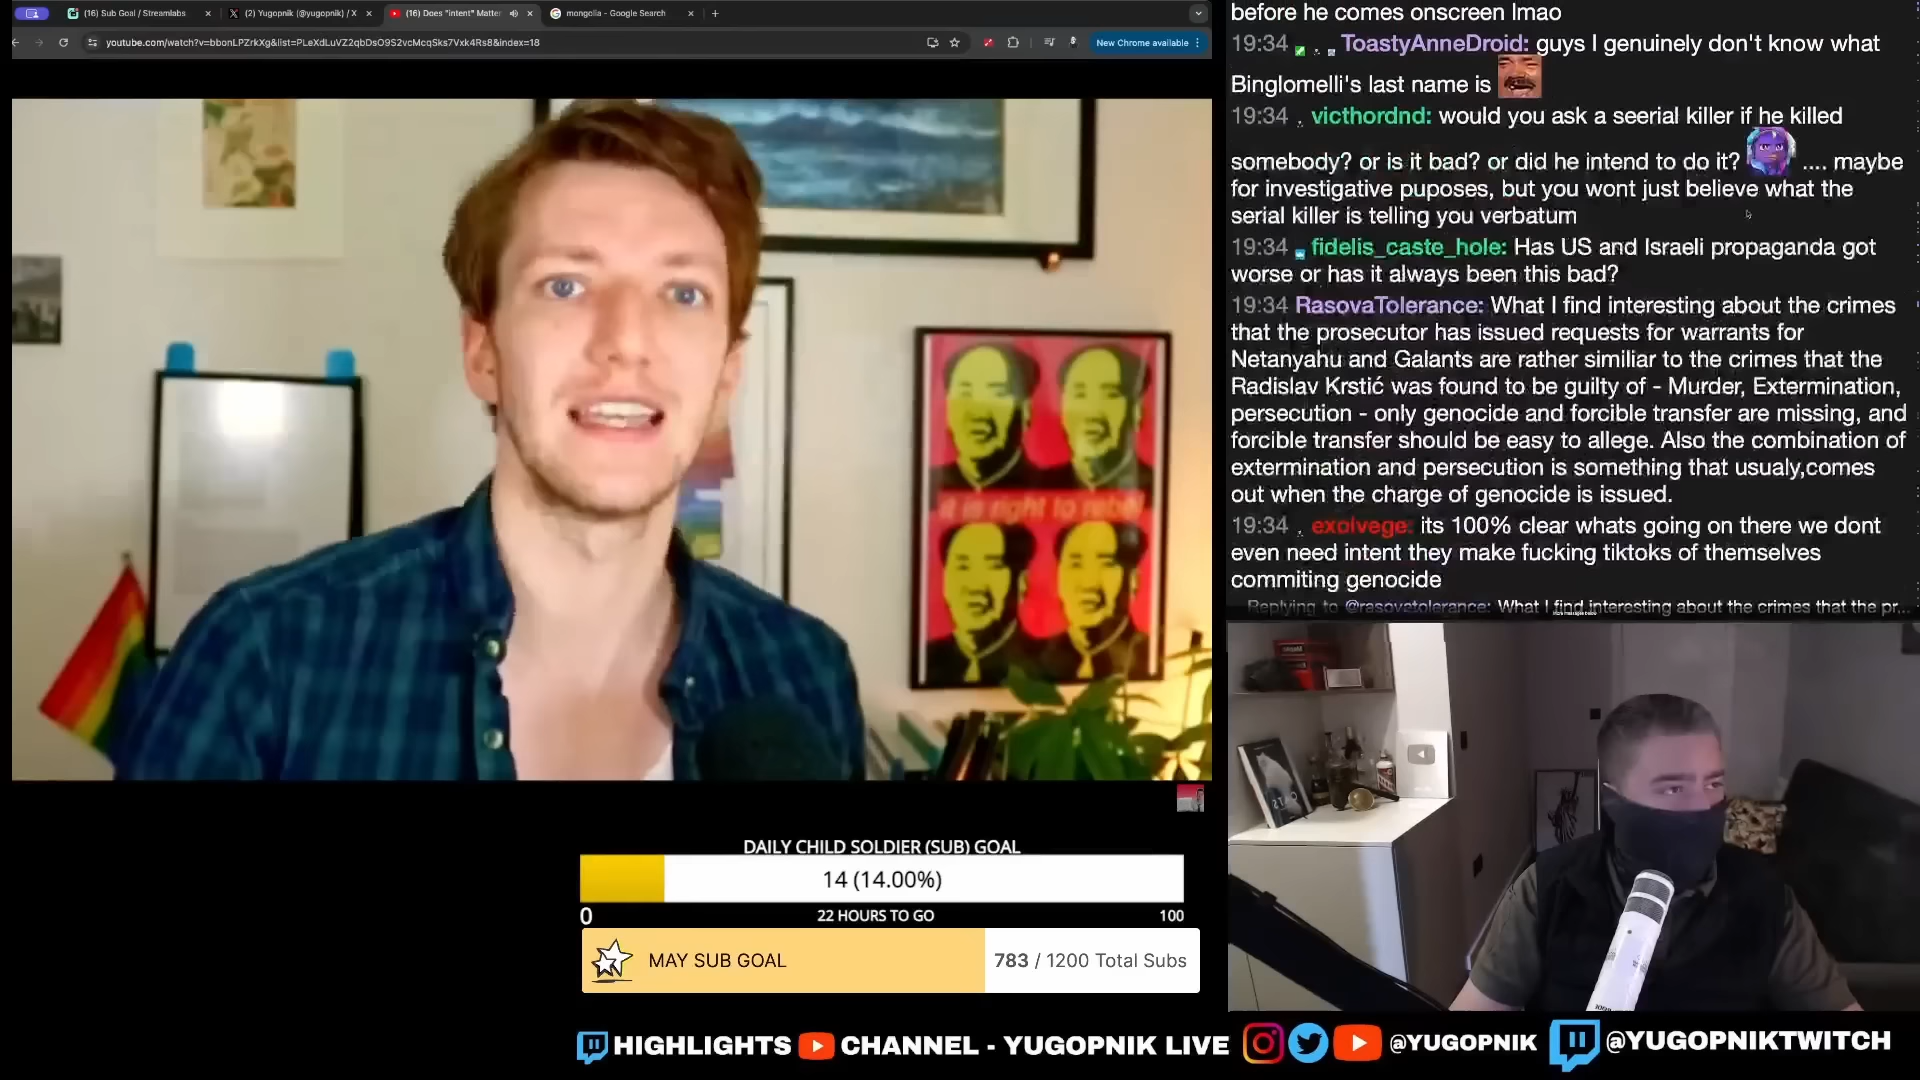 (16) Sub Goal / Streamlabs
(2) Yugopnik (@yugopnik) / X
(16) Does "intent" Matter
mongolia - Google Search
youtube.com/watch?v=bbonLPZrkXg&list=PLeXdLuVZ2qbDsO9S2vcMcqSks7Vxk4Rs8&index=18
New Chrome available
it is right to rebel
before he comes onscreen lmao
19:34 ToastyAnneDroid: guys I genuinely don't know what
Binglomelli's last name is
19:34 victhordnd: would you ask a seerial killer if he killed
somebody? or is it bad? or did he intend to do it? .... maybe
for investigative puposes, but you wont just believe what the
serial killer is telling you verbatum
19:34 fidelis_caste_hole: Has US and Israeli propaganda got
worse or has it always been this bad?
19:34 RasovaTolerance: What I find interesting about the crimes
that the prosecutor has issued requests for warrants for
Netanyahu and Galants are rather similiar to the crimes that the
Radislav Krstić was found to be guilty of - Murder, Extermination,
persecution - only genocide and forcible transfer are missing, and
forcible transfer should be easy to allege. Also the combination of
extermination and persecution is something that usualy,comes
out when the charge of genocide is issued.
19:34 exolvege: its 100% clear whats going on there we dont
even need intent they make fucking tiktoks of themselves
commiting genocide
Replying to @rasovatolerance: What I find interesting about the crimes that the pr...
DAILY CHILD SOLDIER (SUB) GOAL
14 (14.00%)
0 22 HOURS TO GO 100
MAY SUB GOAL 783 / 1200 Total Subs
HIGHLIGHTS CHANNEL - YUGOPNIK LIVE @YUGOPNIK @YUGOPNIKTWITCH